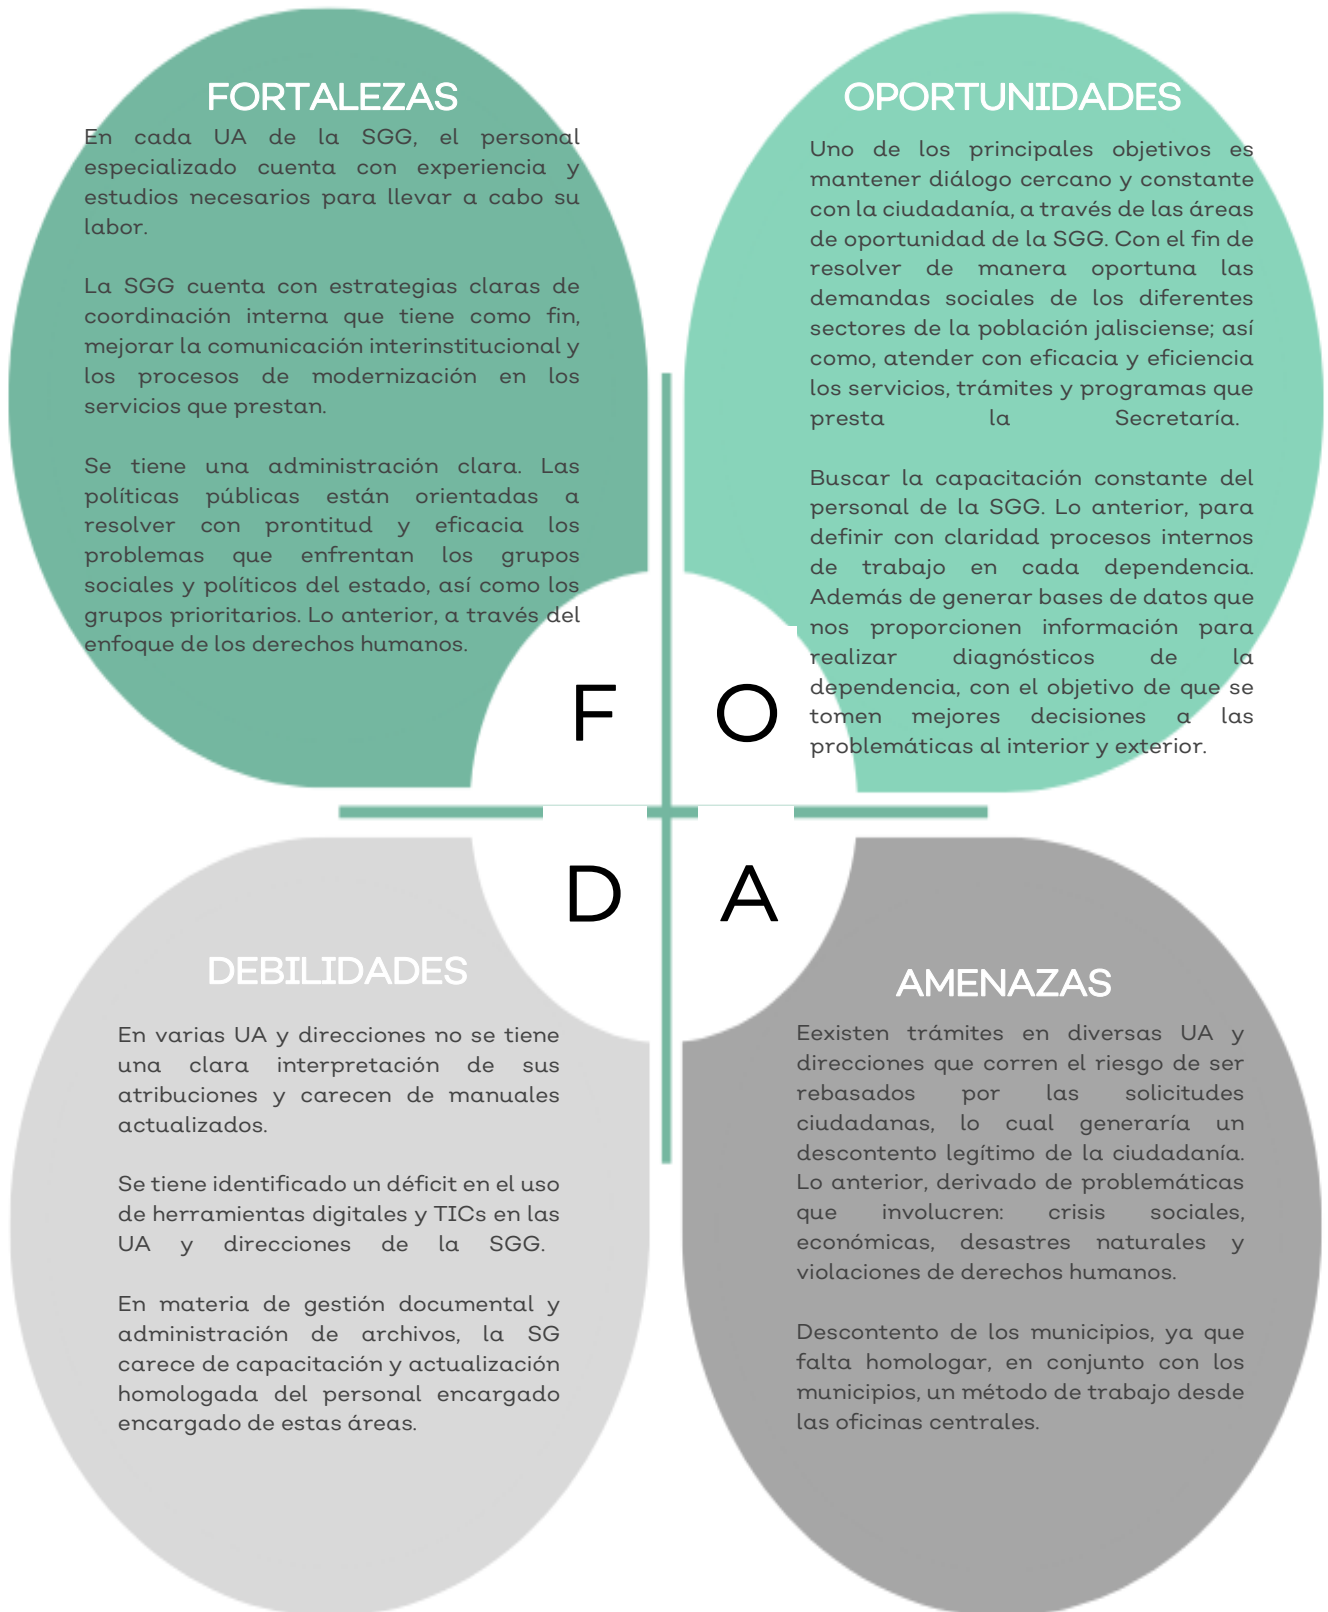 FORTALEZAS
En cada UA de la SGG, el personal
especializado cuenta con experiencia y
estudios necesarios para llevar a cabo su
labor.
La SGG cuenta con estrategias claras de
coordinación interna que tiene como fin,
mejorar la comunicación interinstitucional y
los procesos de modernización en los
servicios que prestan.
Se tiene una administración clara. Las
políticas públicas están orientadas a
resolver con prontitud y eficacia los
problemas que enfrentan los grupos
sociales y políticos del estado, así como los
grupos prioritarios. Lo anterior, a través del
enfoque de los derechos humanos.
OPORTUNIDADES
Uno de los principales objetivos es
mantener diálogo cercano y constante
con la ciudadanía, a través de las áreas
de oportunidad de la SGG. Con el fin de
resolver de manera oportuna las
demandas sociales de los diferentes
sectores de la población jalisciense; así
como, atender con eficacia y eficiencia
los servicios, trámites y programas que
presta la Secretaría.
Buscar la capacitación constante del
personal de la SGG. Lo anterior, para
definir con claridad procesos internos
de trabajo en cada dependencia.
Además de generar bases de datos que
nos proporcionen información para
realizar diagnósticos de la
dependencia, con el objetivo de que se
tomen mejores decisiones a las
problemáticas al interior y exterior.
F O
D A
DEBILIDADES
En varias UA y direcciones no se tiene
una clara interpretación de sus
atribuciones y carecen de manuales
actualizados.
Se tiene identificado un déficit en el uso
de herramientas digitales y TICs en las
UA y direcciones de la SGG.
En materia de gestión documental y
administración de archivos, la SG
carece de capacitación y actualización
homologada del personal encargado
encargado de estas áreas.
AMENAZAS
Eexisten trámites en diversas UA y
direcciones que corren el riesgo de ser
rebasados por las solicitudes
ciudadanas, lo cual generaría un
descontento legítimo de la ciudadanía.
Lo anterior, derivado de problemáticas
que involucren: crisis sociales,
económicas, desastres naturales y
violaciones de derechos humanos.
Descontento de los municipios, ya que
falta homologar, en conjunto con los
municipios, un método de trabajo desde
las oficinas centrales.